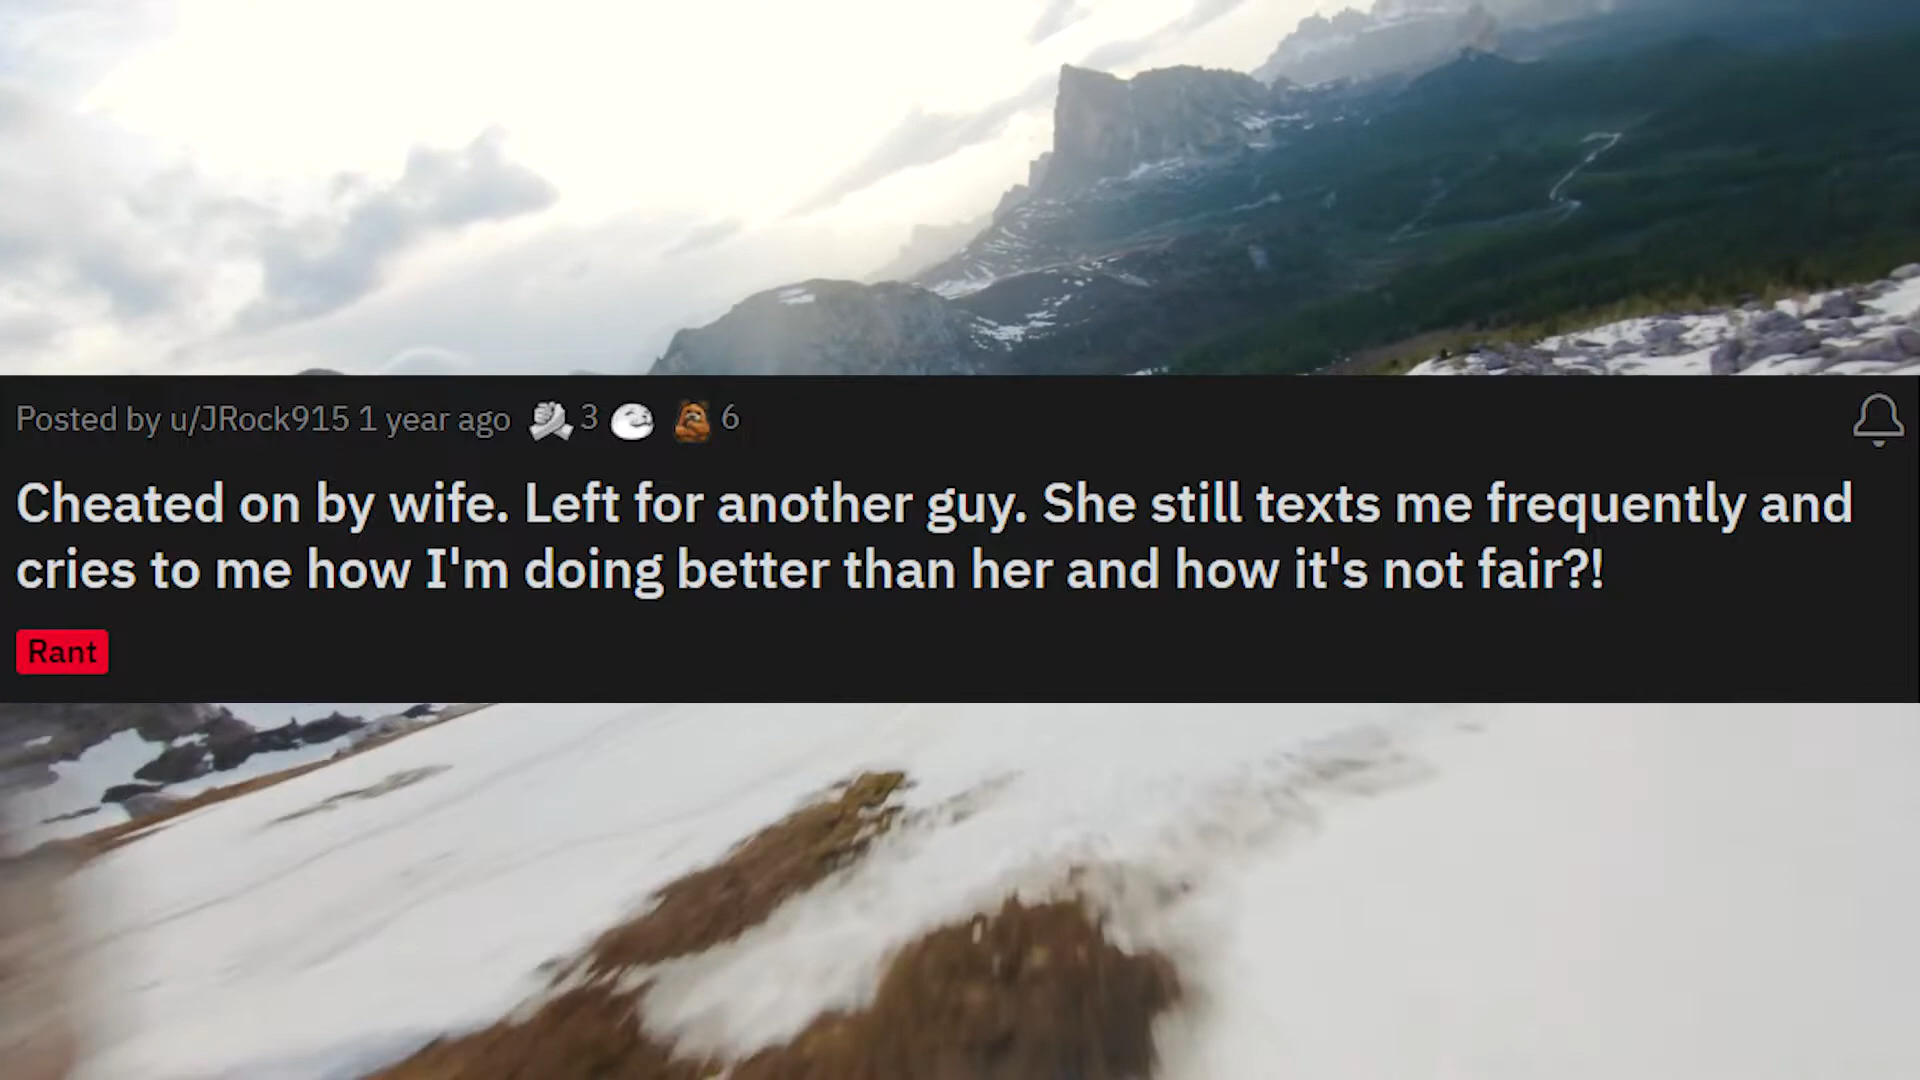 Posted by u/JRock915 1 year ago 3 6
Cheated on by wife. Left for another guy. She still texts me frequently and
cries to me how I'm doing better than her and how it's not fair?!
Rant